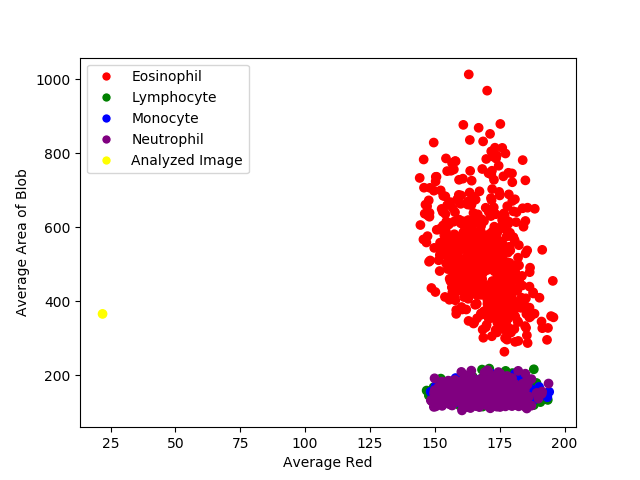 Eosinophil
Lymphocyte
Monocyte
Neutrophil
Analyzed Image
1000
800
600
400
200
Average Area of Blob
25 50 75 100 125 150 175 200
Average Red